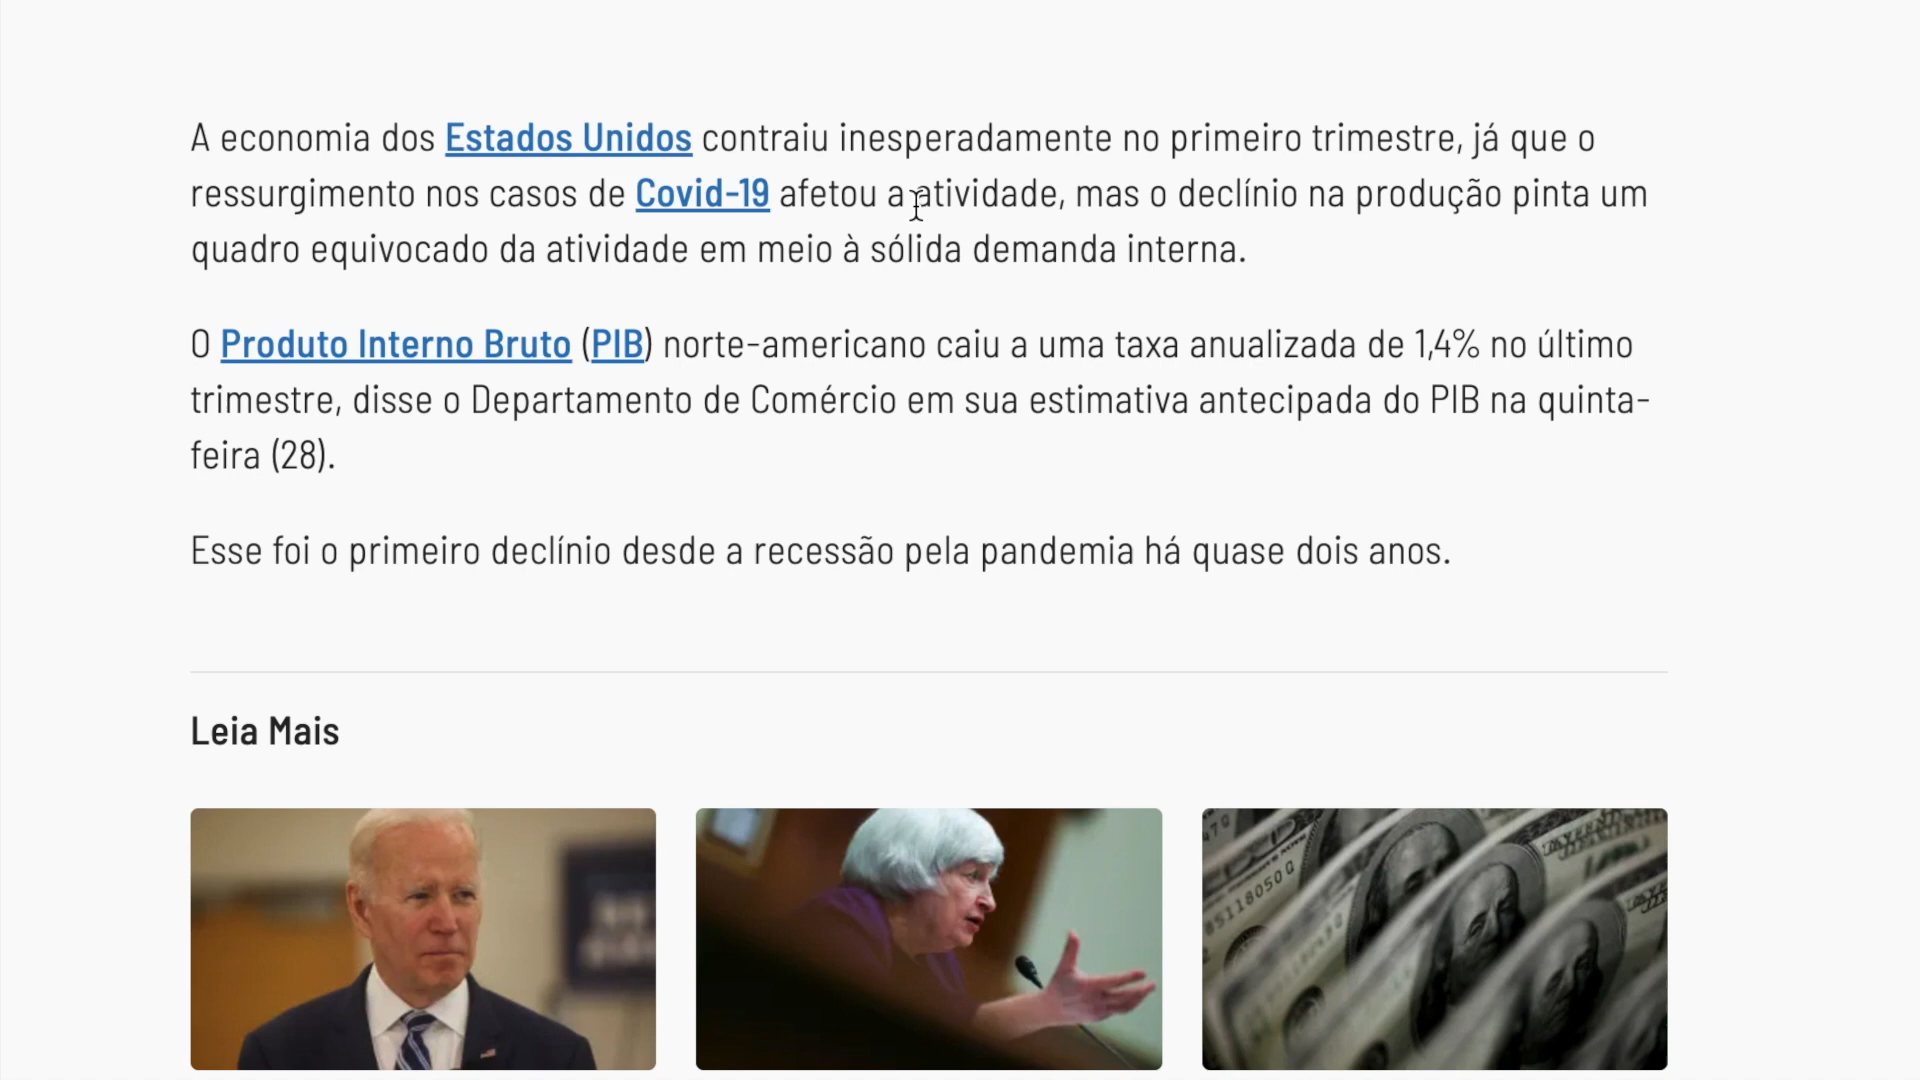 A economia dos Estados Unidos contraiu inesperadamente no primeiro trimestre, já que o
ressurgimento nos casos de Covid-19 afetou a atividade, mas o declínio na produção pinta um
quadro equivocado da atividade em meio à sólida demanda interna.
O Produto Interno Bruto (PIB) norte-americano caiu a uma taxa anualizada de 1,4% no último
trimestre, disse o Departamento de Comércio em sua estimativa antecipada do PIB na quinta-
feira (28).
Esse foi o primeiro declínio desde a recessão pela pandemia há quase dois anos.
Leia Mais